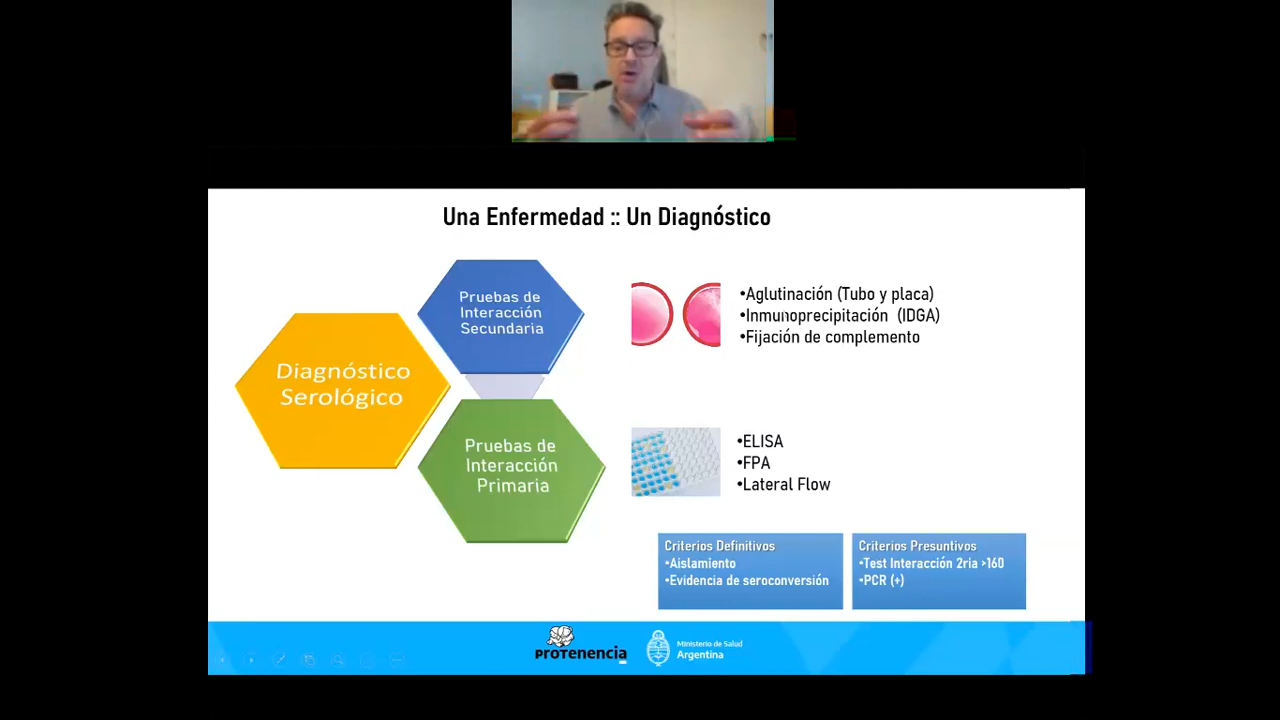 Una Enfermedad :: Un Diagnóstico
Pruebas de
Interacción
Secundaria
Diagnóstico
Serológico
Pruebas de
Interacción
Primaria
•Aglutinación (Tubo y placa)
•Inmunoprecipitación (IDGA)
•Fijación de complemento
•ELISA
•FPA
•Lateral Flow
Criterios Definitivos
•Aislamiento
•Evidencia de seroconversión
Criterios Presuntivos
•Test Interacción 2ria >160
•PCR (+)
PROTenencia
Ministerio de Salud
Argentina